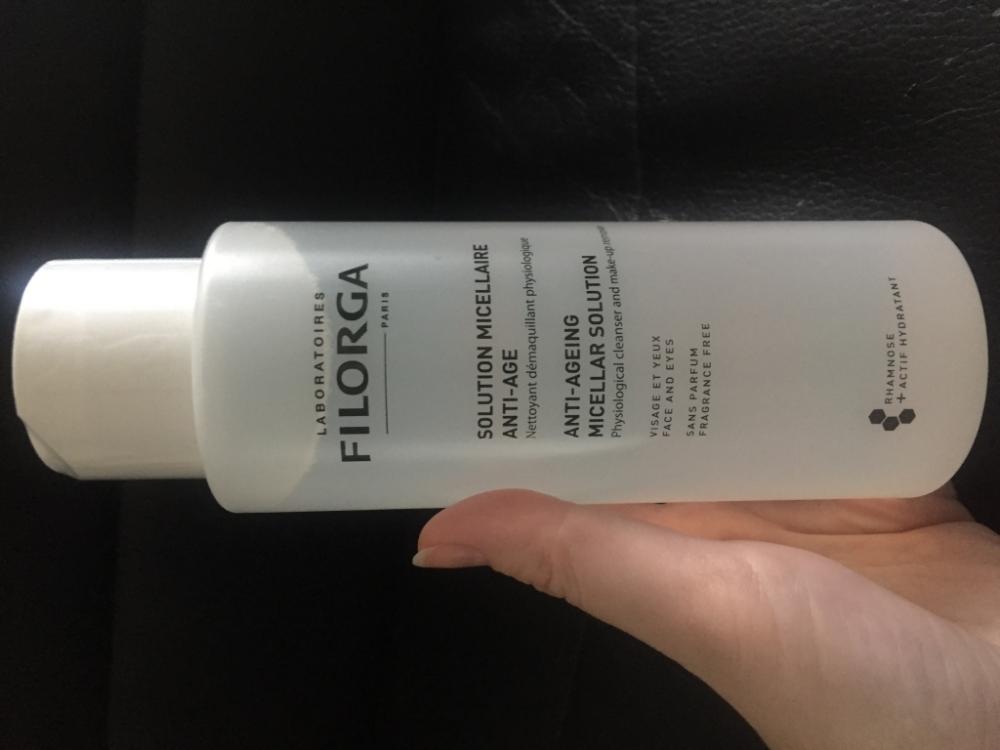 LABORATOIRES
FILORGA
PARIS
SOLUTION MICELLAIRE
ANTI-AGE
Nettoyant démaquillant physiologique
ANTI-AGEING
MICELLAR SOLUTION
Physiological cleanser and make-up remover
VISAGE ET YEUX
FACE AND EYES
SANS PARFUM
FRAGRANCE FREE
RHAMNOSE
+ ACTIF HYDRATANT